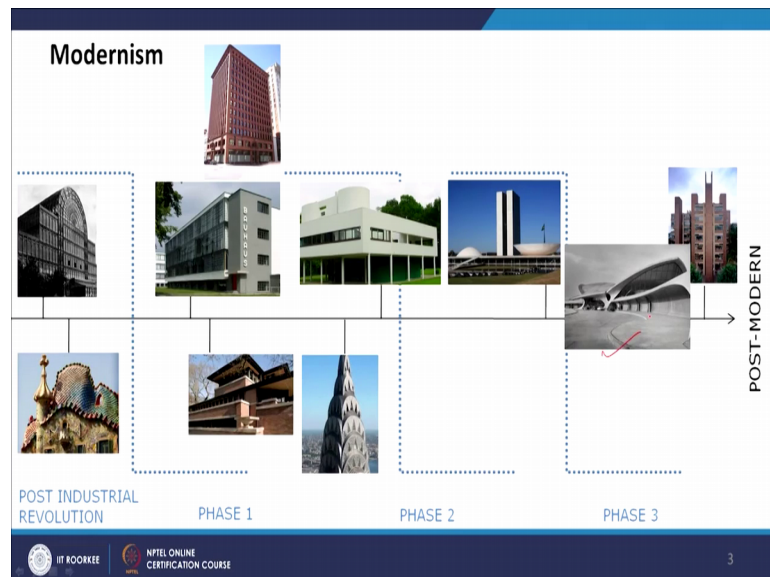 Modernism
BAUHAUS
POST-MODERN
POST INDUSTRIAL
REVOLUTION
PHASE 1
PHASE 2
PHASE 3
IIT ROORKEE
NPTEL ONLINE
CERTIFICATION COURSE
3